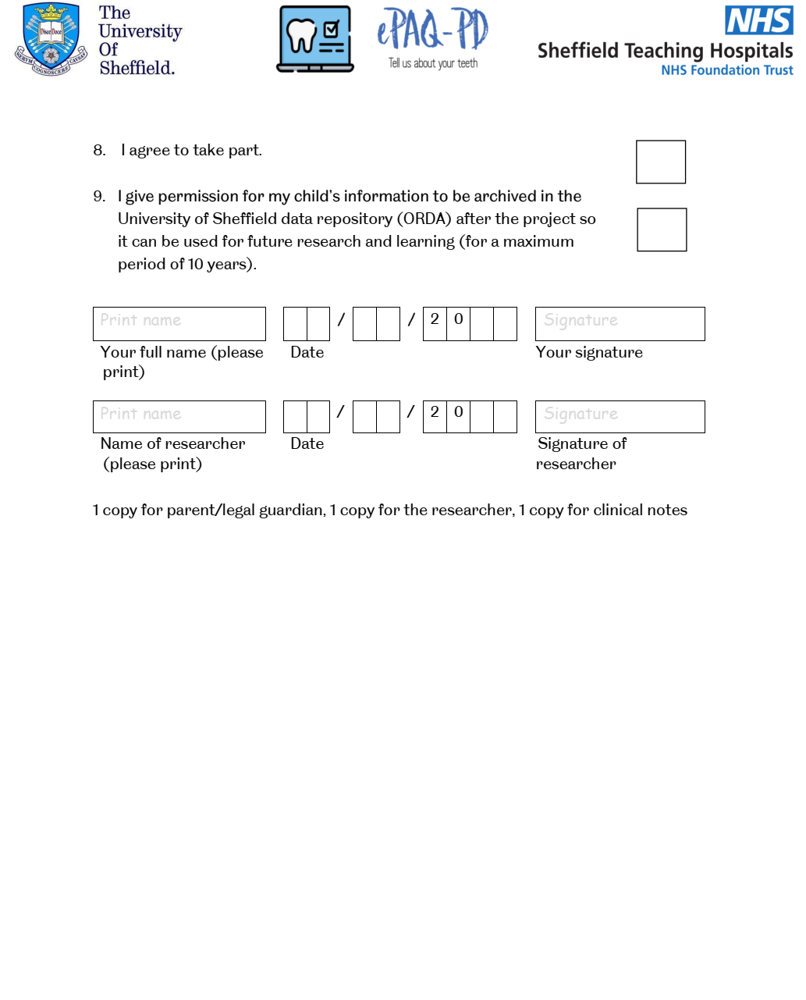 The
University
Of
Sheffield.
Disce Doce
RERVM COGNOSCERE CAVSAS
ePAQ-PD
Tell us about your teeth
NHS
Sheffield Teaching Hospitals
NHS Foundation Trust
8. I agree to take part.
9. I give permission for my child’s information to be archived in the
University of Sheffield data repository (ORDA) after the project so
it can be used for future research and learning (for a maximum
period of 10 years).
Print name / / 2 0 Signature
Your full name (please Date Your signature
print)
Print name / / 2 0 Signature
Name of researcher Date Signature of
(please print) researcher
1 copy for parent/legal guardian, 1 copy for the researcher, 1 copy for clinical notes